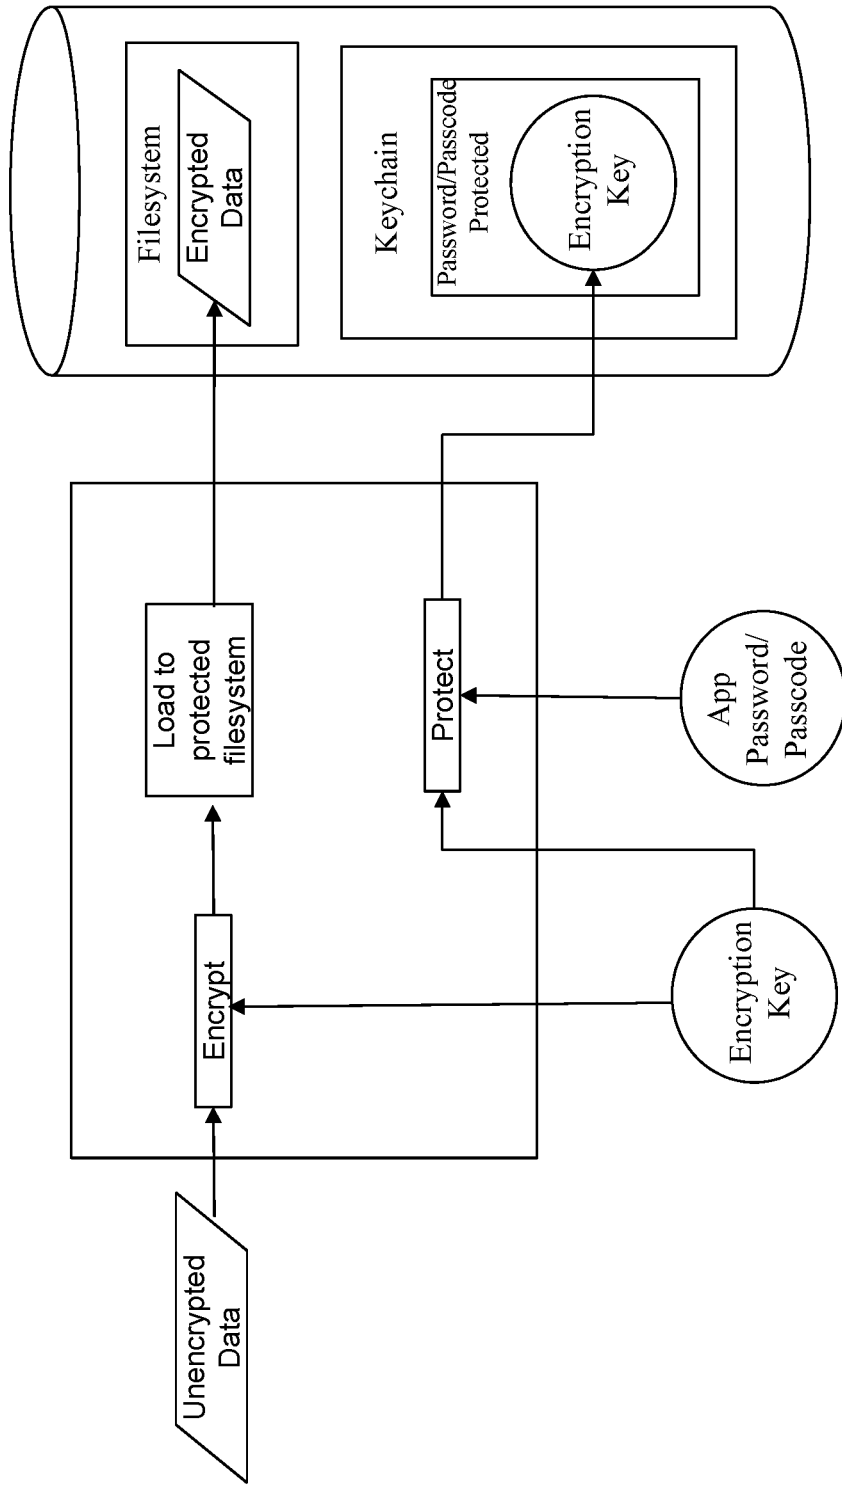 Unencrypted
Data
Encrypt
Load to
protected
filesystem
Filesystem
Encrypted
Data
Protect
Keychain
Password/Passcode
Protected
Encryption
Key
Encryption
Key
App
Password/
Passcode